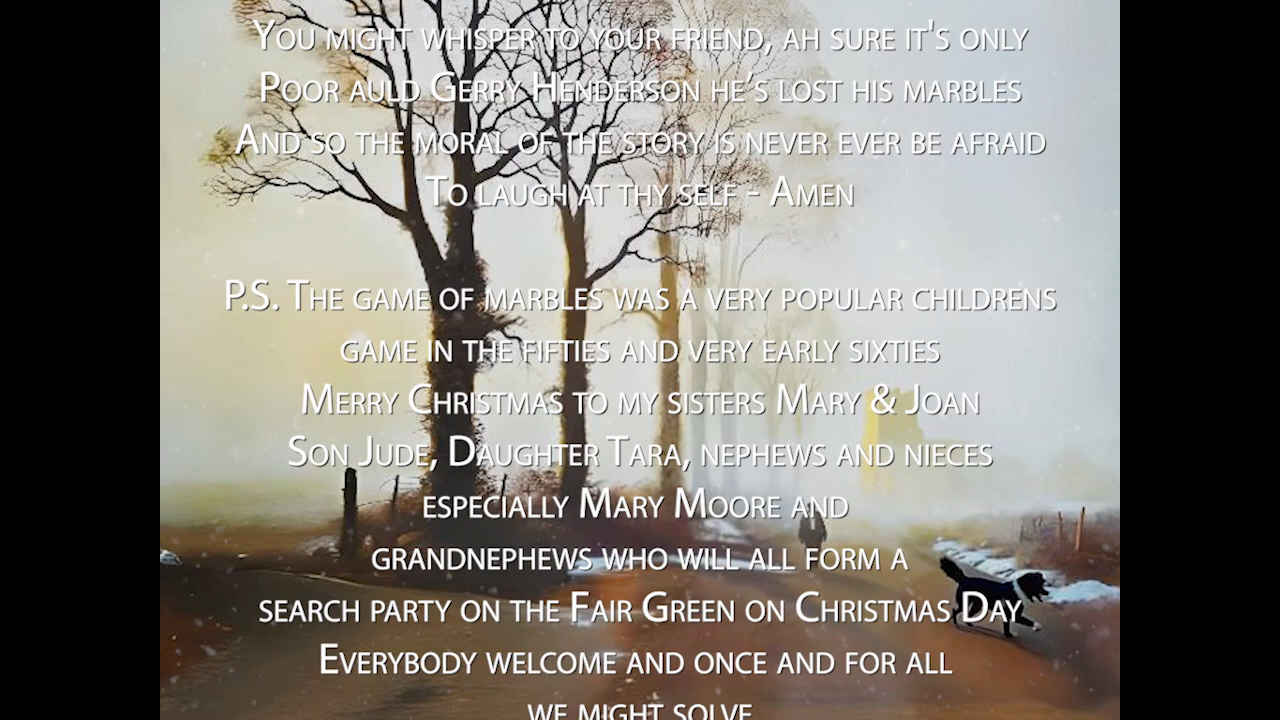 You might whisper to your friend, ah sure it's only
Poor auld Gerry Henderson he's lost his marbles
And so the moral of the story is never ever be afraid
To laugh at thy self - Amen
P.S. The game of marbles was a very popular childrens
game in the fifties and very early sixties
Merry Christmas to my sisters Mary & Joan
Son Jude, Daughter Tara, nephews and nieces
especially Mary Moore and
grandnephews who will all form a
search party on the Fair Green on Christmas Day
Everybody welcome and once and for all
we might solve